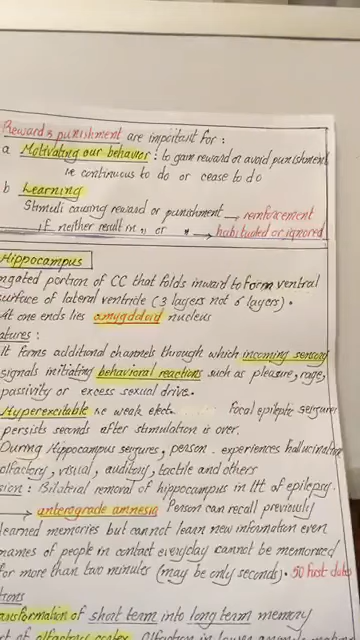 Reward & punishment are important for :
a Motivating our behavior : to gain reward or avoid punishment
ie continuous to do or cease to do
b Learning
Stimuli causing reward or punishment → reinforcement
if neither result in ,, or " → habituated or ignored
Hippocampus
ngated portion of CC that folds inward to form ventral
surface of lateral ventricle (3 layers not 6 layers).
At one ends lies amygdaloid nucleus
atures :
It forms additional channels through which incoming sensory
signals initiating behavioral reactions such as pleasure, rage,
passivity or excess sexual drive.
Hyperexcitable ie weak elect. focal epileptic seizures
persists seconds after stimulation is over.
During Hippocampus seizures, person experiences hallucination
olfactory, visual, auditory, tactile and others
sion : Bilateral removal of hippocampus in ttt of epilepsy.
→ anterograde amnesia Person can recall previously
learned memories but cannot learn new information even
names of people in contact everyday cannot be memorized
for more than two minutes (may be only seconds). 50 first dates
tions
ansformation of short term into long term memory